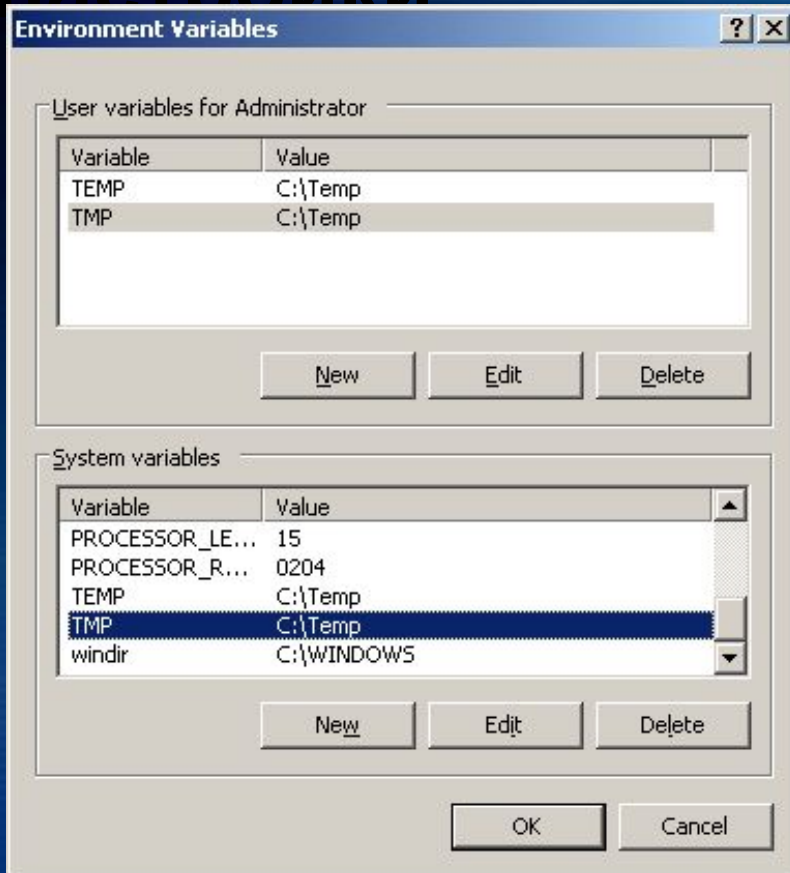 Environment Variables
User variables for Administrator
Variable Value
TEMP C:\Temp
TMP C:\Temp
New Edit Delete
System variables
Variable Value
PROCESSOR_LE... 15
PROCESSOR_R... 0204
TEMP C:\Temp
TMP C:\Temp
windir C:\WINDOWS
New Edit Delete
OK Cancel